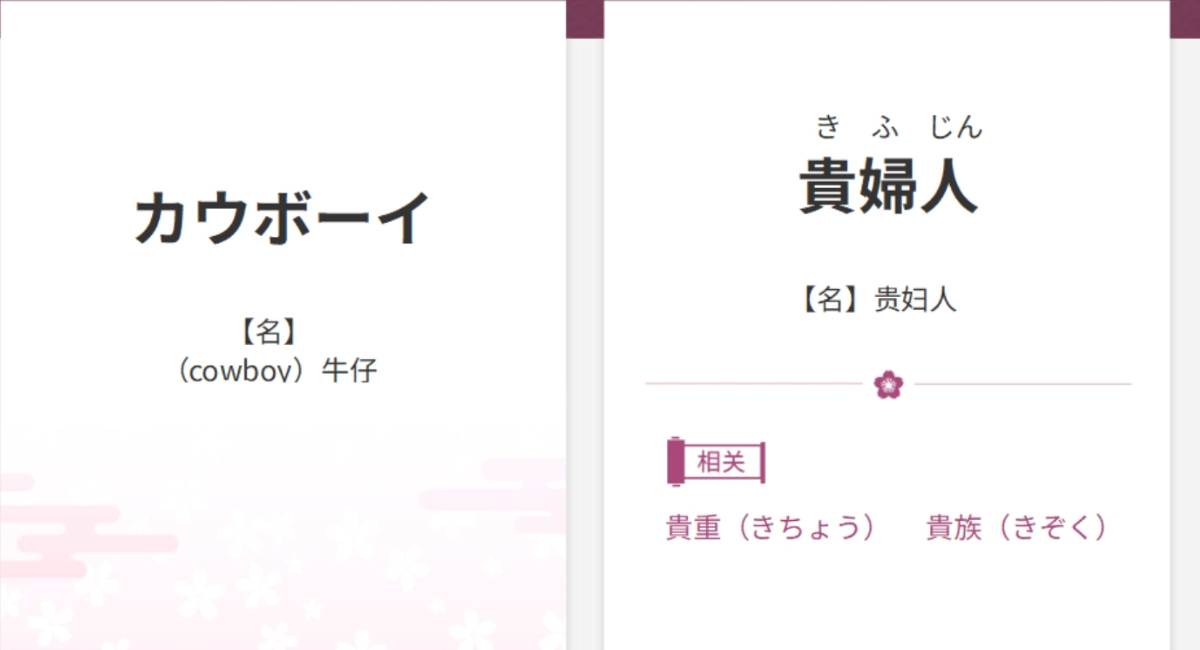 カウボーイ
【名】
（cowbov）牛仔
き ふ じん
貴婦人
【名】贵妇人
相关
貴重（きちょう） 貴族（きぞく）